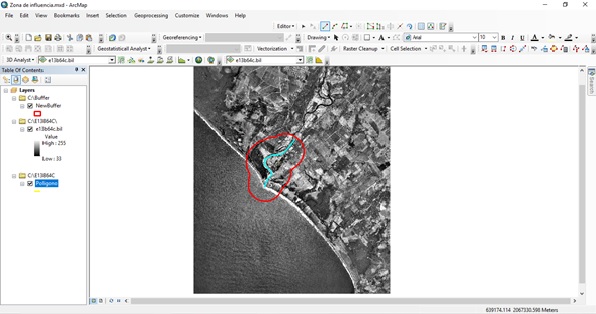 Zona de influencia.mxd - ArcMap
File Edit View Bookmarks Insert Selection Geoprocessing Customize Windows Help
Editor
Georeferencing Drawing Arial 10 B I U A
Geostatistical Analyst Vectorization Raster Cleanup Cell Selection
3D Analyst e13b64c.bil e13b64c.bil
Table Of Contents
Layers
C:\Buffer
NewBuffer
C:\E13B64C\
e13b64c.bil
Value
High : 255
Low : 33
C:\E13B64C
Poligono
Search
639174.114 2067330.598 Meters